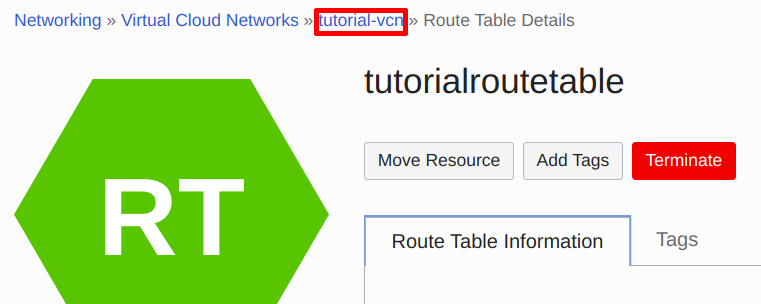 Networking » Virtual Cloud Networks » tutorial-vcn » Route Table Details
RT
tutorialroutetable
Move Resource Add Tags Terminate
Route Table Information Tags